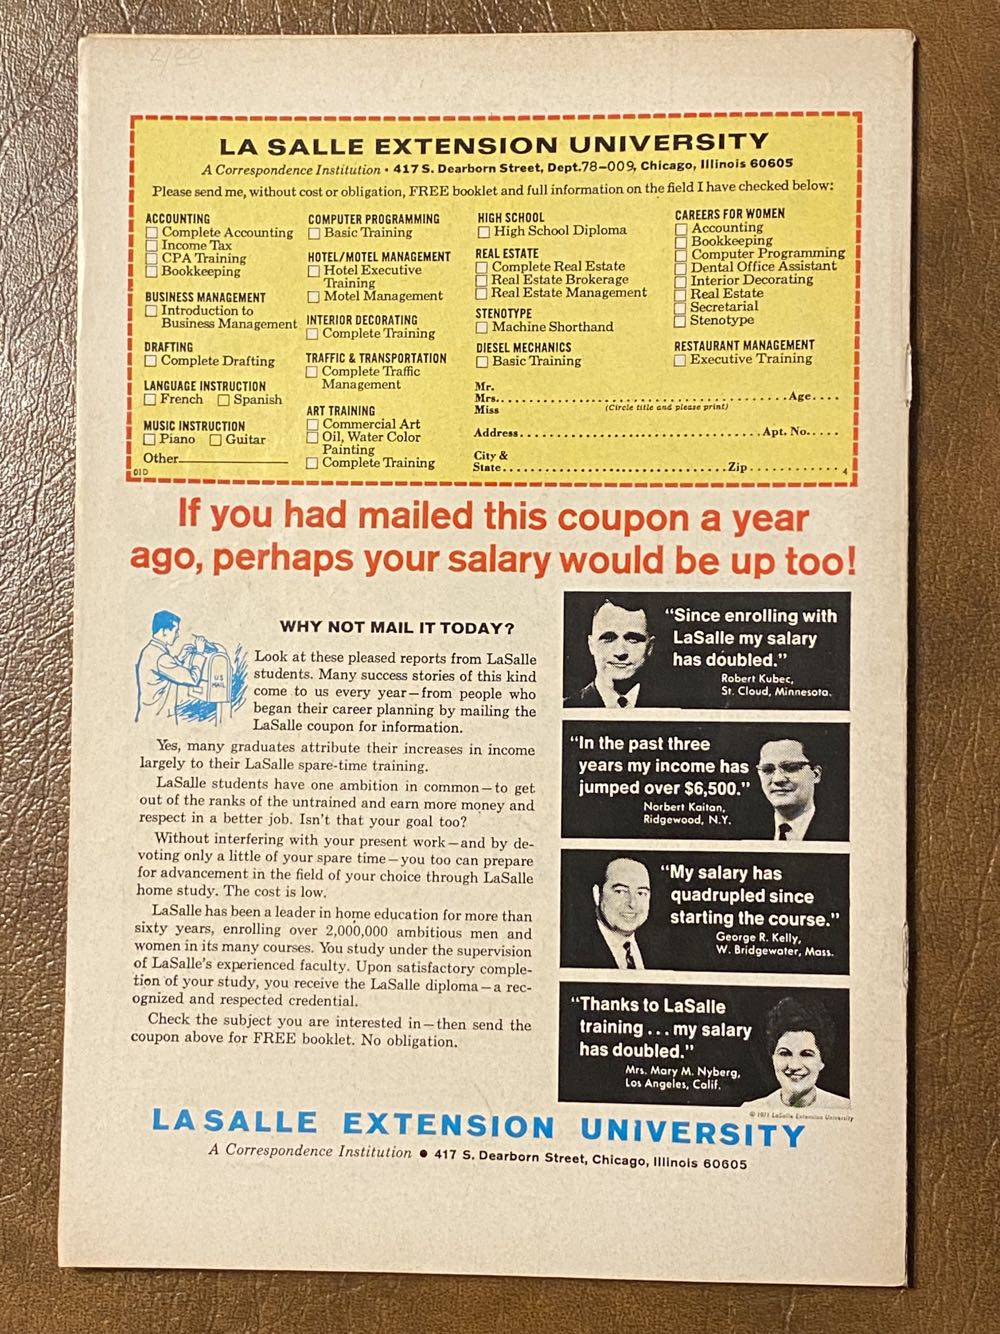 LA SALLE EXTENSION UNIVERSITY
A Correspondence Institution • 417 S. Dearborn Street, Dept.78-009, Chicago, Illinois 60605
Please send me, without cost or obligation, FREE booklet and full information on the field I have checked below:
ACCOUNTING
Complete Accounting
Income Tax
CPA Training
Bookkeeping
BUSINESS MANAGEMENT
Introduction to
Business Management
DRAFTING
Complete Drafting
LANGUAGE INSTRUCTION
French Spanish
MUSIC INSTRUCTION
Piano Guitar
Other
01D
COMPUTER PROGRAMMING
Basic Training
HOTEL/MOTEL MANAGEMENT
Hotel Executive
Training
Motel Management
INTERIOR DECORATING
Complete Training
TRAFFIC & TRANSPORTATION
Complete Traffic
Management
ART TRAINING
Commercial Art
Oil, Water Color
Painting
Complete Training
HIGH SCHOOL
High School Diploma
REAL ESTATE
Complete Real Estate
Real Estate Brokerage
Real Estate Management
STENOTYPE
Machine Shorthand
DIESEL MECHANICS
Basic Training
CAREERS FOR WOMEN
Accounting
Bookkeeping
Computer Programming
Dental Office Assistant
Interior Decorating
Real Estate
Secretarial
Stenotype
RESTAURANT MANAGEMENT
Executive Training
Mr.
Mrs. Age
Miss (Circle title and please print)
Address Apt. No.
City &
State Zip 4
If you had mailed this coupon a year
ago, perhaps your salary would be up too!
WHY NOT MAIL IT TODAY?
U S
MAIL
Look at these pleased reports from LaSalle
students. Many success stories of this kind
come to us every year—from people who
began their career planning by mailing the
LaSalle coupon for information.
Yes, many graduates attribute their increases in income
largely to their LaSalle spare-time training.
LaSalle students have one ambition in common—to get
out of the ranks of the untrained and earn more money and
respect in a better job. Isn't that your goal too?
Without interfering with your present work—and by de-
voting only a little of your spare time—you too can prepare
for advancement in the field of your choice through LaSalle
home study. The cost is low.
LaSalle has been a leader in home education for more than
sixty years, enrolling over 2,000,000 ambitious men and
women in its many courses. You study under the supervision
of LaSalle's experienced faculty. Upon satisfactory comple-
tion of your study, you receive the LaSalle diploma—a rec-
ognized and respected credential.
Check the subject you are interested in—then send the
coupon above for FREE booklet. No obligation.
"Since enrolling with
LaSalle my salary
has doubled."
Robert Kubec,
St. Cloud, Minnesota.
"In the past three
years my income has
jumped over $6,500."
Norbert Kaitan,
Ridgewood, N.Y.
"My salary has
quadrupled since
starting the course."
George R. Kelly,
W. Bridgewater, Mass.
"Thanks to LaSalle
training ... my salary
has doubled."
Mrs. Mary M. Nyberg,
Los Angeles, Calif.
© 1971 LaSalle Extension University
LASALLE EXTENSION UNIVERSITY
A Correspondence Institution • 417 S. Dearborn Street, Chicago, Illinois 60605